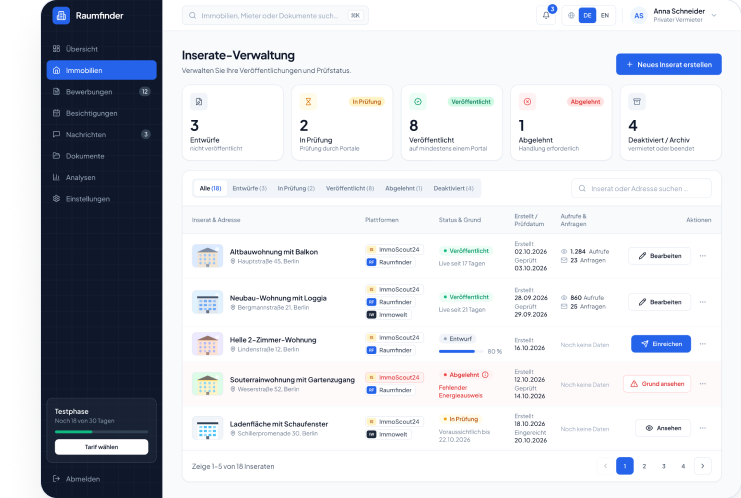 Raumfinder
Immobilien, Mieter oder Dokumente such... ⌘K
3
DE EN
AS Anna Schneider
Privater Vermieter
Übersicht
Immobilien
Bewerbungen 12
Besichtigungen
Nachrichten 3
Dokumente
Analysen
Einstellungen
Testphase
Noch 18 von 30 Tagen
Tarif wählen
Abmelden
Inserate-Verwaltung
Verwalten Sie Ihre Veröffentlichungen und Prüfstatus.
+ Neues Inserat erstellen
3
Entwürfe
nicht veröffentlicht
In Prüfung
2
In Prüfung
Prüfung durch Portale
Veröffentlicht
8
Veröffentlicht
auf mindestens einem Portal
Abgelehnt
1
Abgelehnt
Handlung erforderlich
4
Deaktiviert / Archiv
vermietet oder beendet
Alle (18) Entwürfe (3) In Prüfung (2) Veröffentlicht (8) Abgelehnt (1) Deaktiviert (4)
Inserat oder Adresse suchen ...
Inserat & Adresse Plattformen Status & Grund Erstellt / Prüfdatum Aufrufe & Anfragen Aktionen
Altbauwohnung mit Balkon
Hauptstraße 45, Berlin
IS ImmoScout24
RF Raumfinder
Veröffentlicht
Live seit 17 Tagen
Erstellt
02.10.2026
Geprüft
03.10.2026
1.284 Aufrufe
23 Anfragen
Bearbeiten ...
Neubau-Wohnung mit Loggia
Bergmannstraße 21, Berlin
IS ImmoScout24
RF Raumfinder
IW Immowelt
Veröffentlicht
Live seit 21 Tagen
Erstellt
28.09.2026
Geprüft
29.09.2026
860 Aufrufe
25 Anfragen
Bearbeiten ...
Helle 2-Zimmer-Wohnung
Lindenstraße 12, Berlin
IS ImmoScout24
RF Raumfinder
Entwurf
80 %
Erstellt
16.10.2026
Noch keine Daten
Einreichen ...
Souterrainwohnung mit Gartenzugang
Weserstraße 52, Berlin
IS ImmoScout24
RF Raumfinder
Abgelehnt
Fehlender
Energieausweis
Erstellt
12.10.2026
Geprüft
14.10.2026
Noch keine Daten
Grund ansehen ...
Ladenfläche mit Schaufenster
Schillerpromenade 30, Berlin
IS ImmoScout24
IW Immowelt
In Prüfung
Voraussichtlich bis
22.10.2026
Erstellt
18.10.2026
Eingereicht
20.10.2026
Noch keine Daten
Ansehen ...
Zeige 1–5 von 18 Inseraten
‹ 1 2 3 4 ›